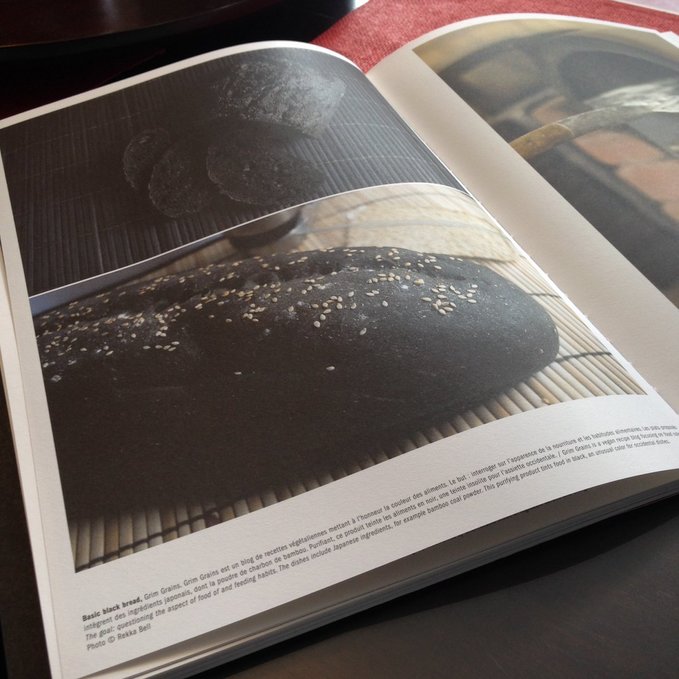 Basic black bread. Grim Grains. Grim Grains est un blog de recettes végétaliennes mettant à l'honneur la couleur des aliments. Le but : interroger sur l'apparence de la nourriture et les habitudes alimentaires. Les plats proposés
intègrent des ingrédients japonais, dont la poudre de charbon de bambou. Purifiant, ce produit teinte les aliments en noir, une teinte insolite pour l'assiette occidentale. / Grim Grains is a vegan recipe blog focusing on food
The goal: questioning the aspect of food of and feeding habits. The dishes include Japanese ingredients, for example bamboo coal powder. This purifying product tints food in black, an unusual color for occidental dishes.
Photo © Rekka Bell